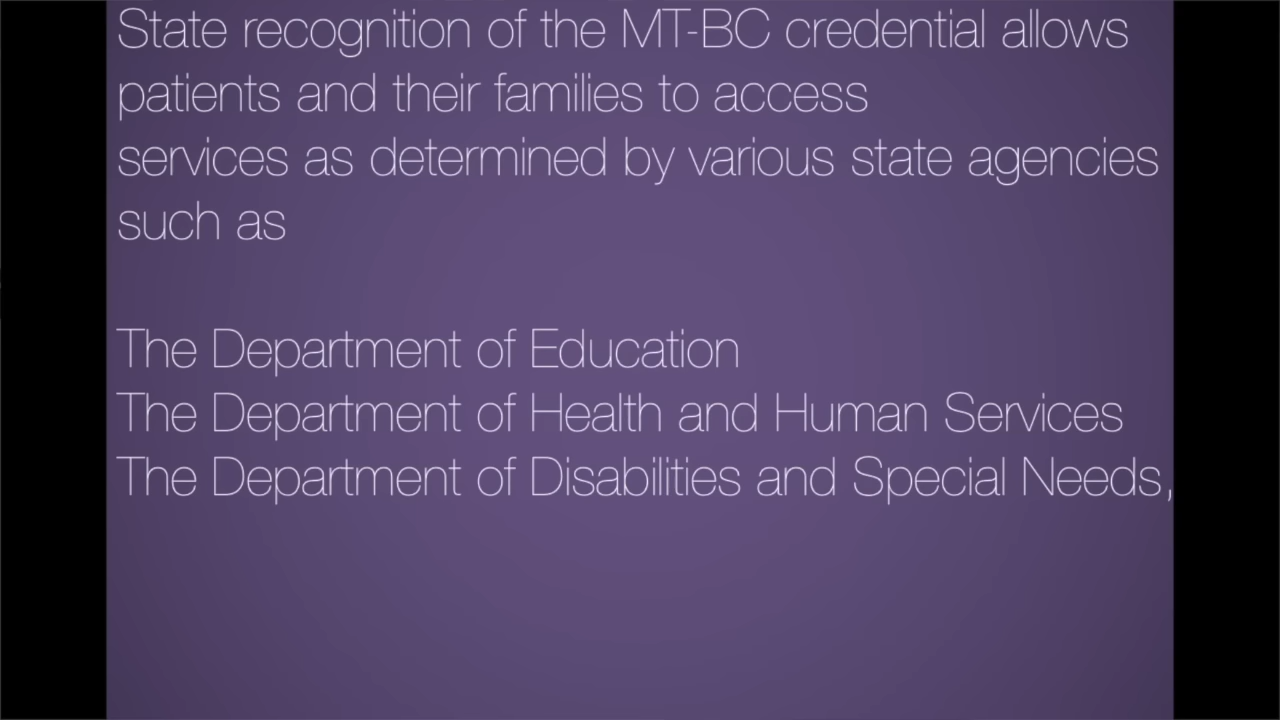 State recognition of the MT-BC credential allows
patients and their families to access
services as determined by various state agencies
such as
The Department of Education
The Department of Health and Human Services
The Department of Disabilities and Special Needs,